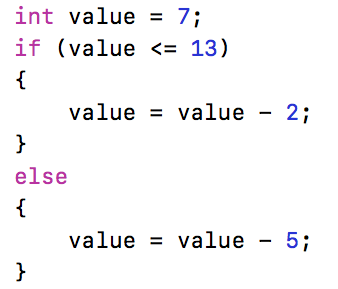 int value = 7;
if (value <= 13)
{
    value = value - 2;
}
else
{
    value = value - 5;
}